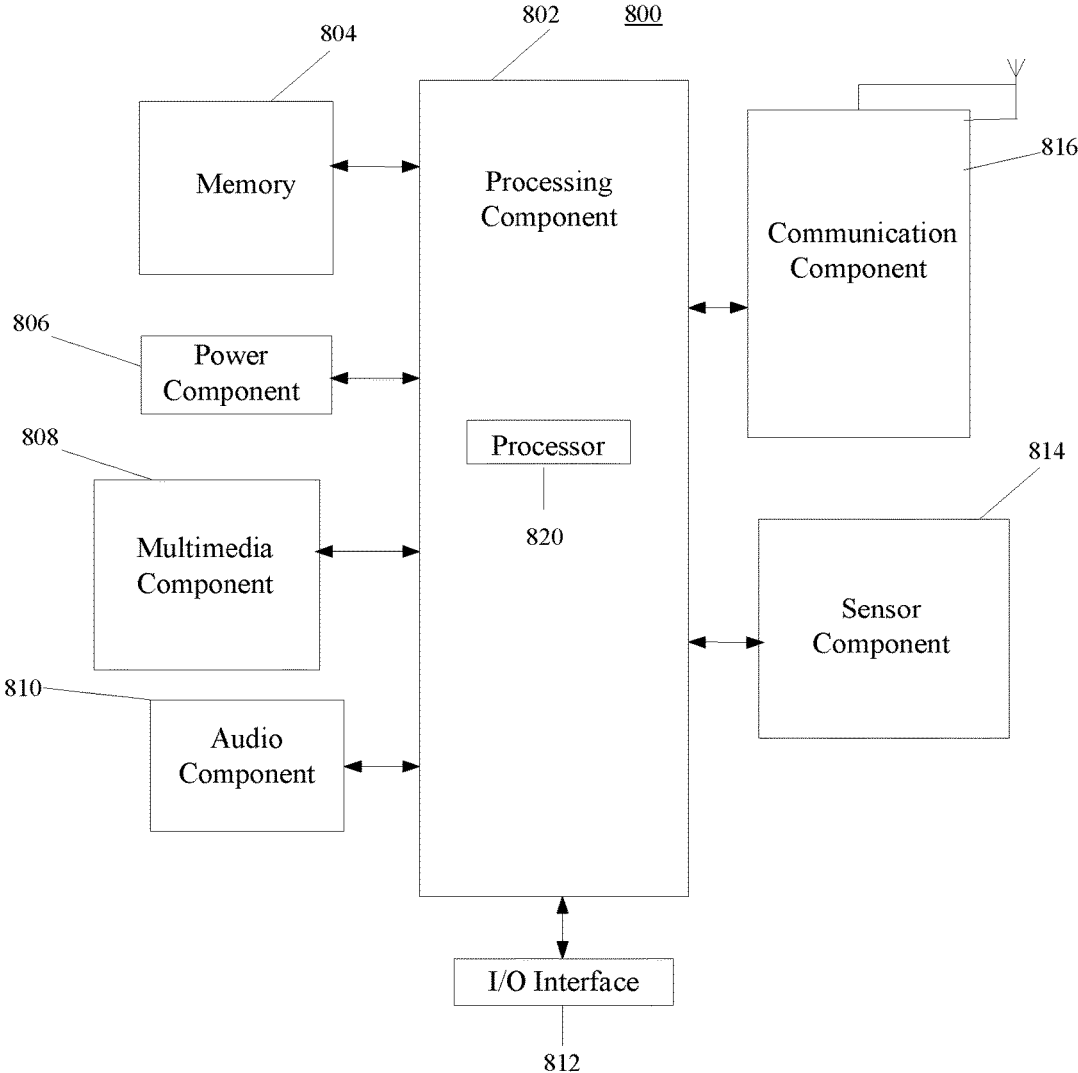 802
800
804
Memory
Processing
Component
816
Communication
Component
806
Power
Component
808
Processor
820
814
Multimedia
Component
Sensor
Component
810
Audio
Component
I/O Interface
812